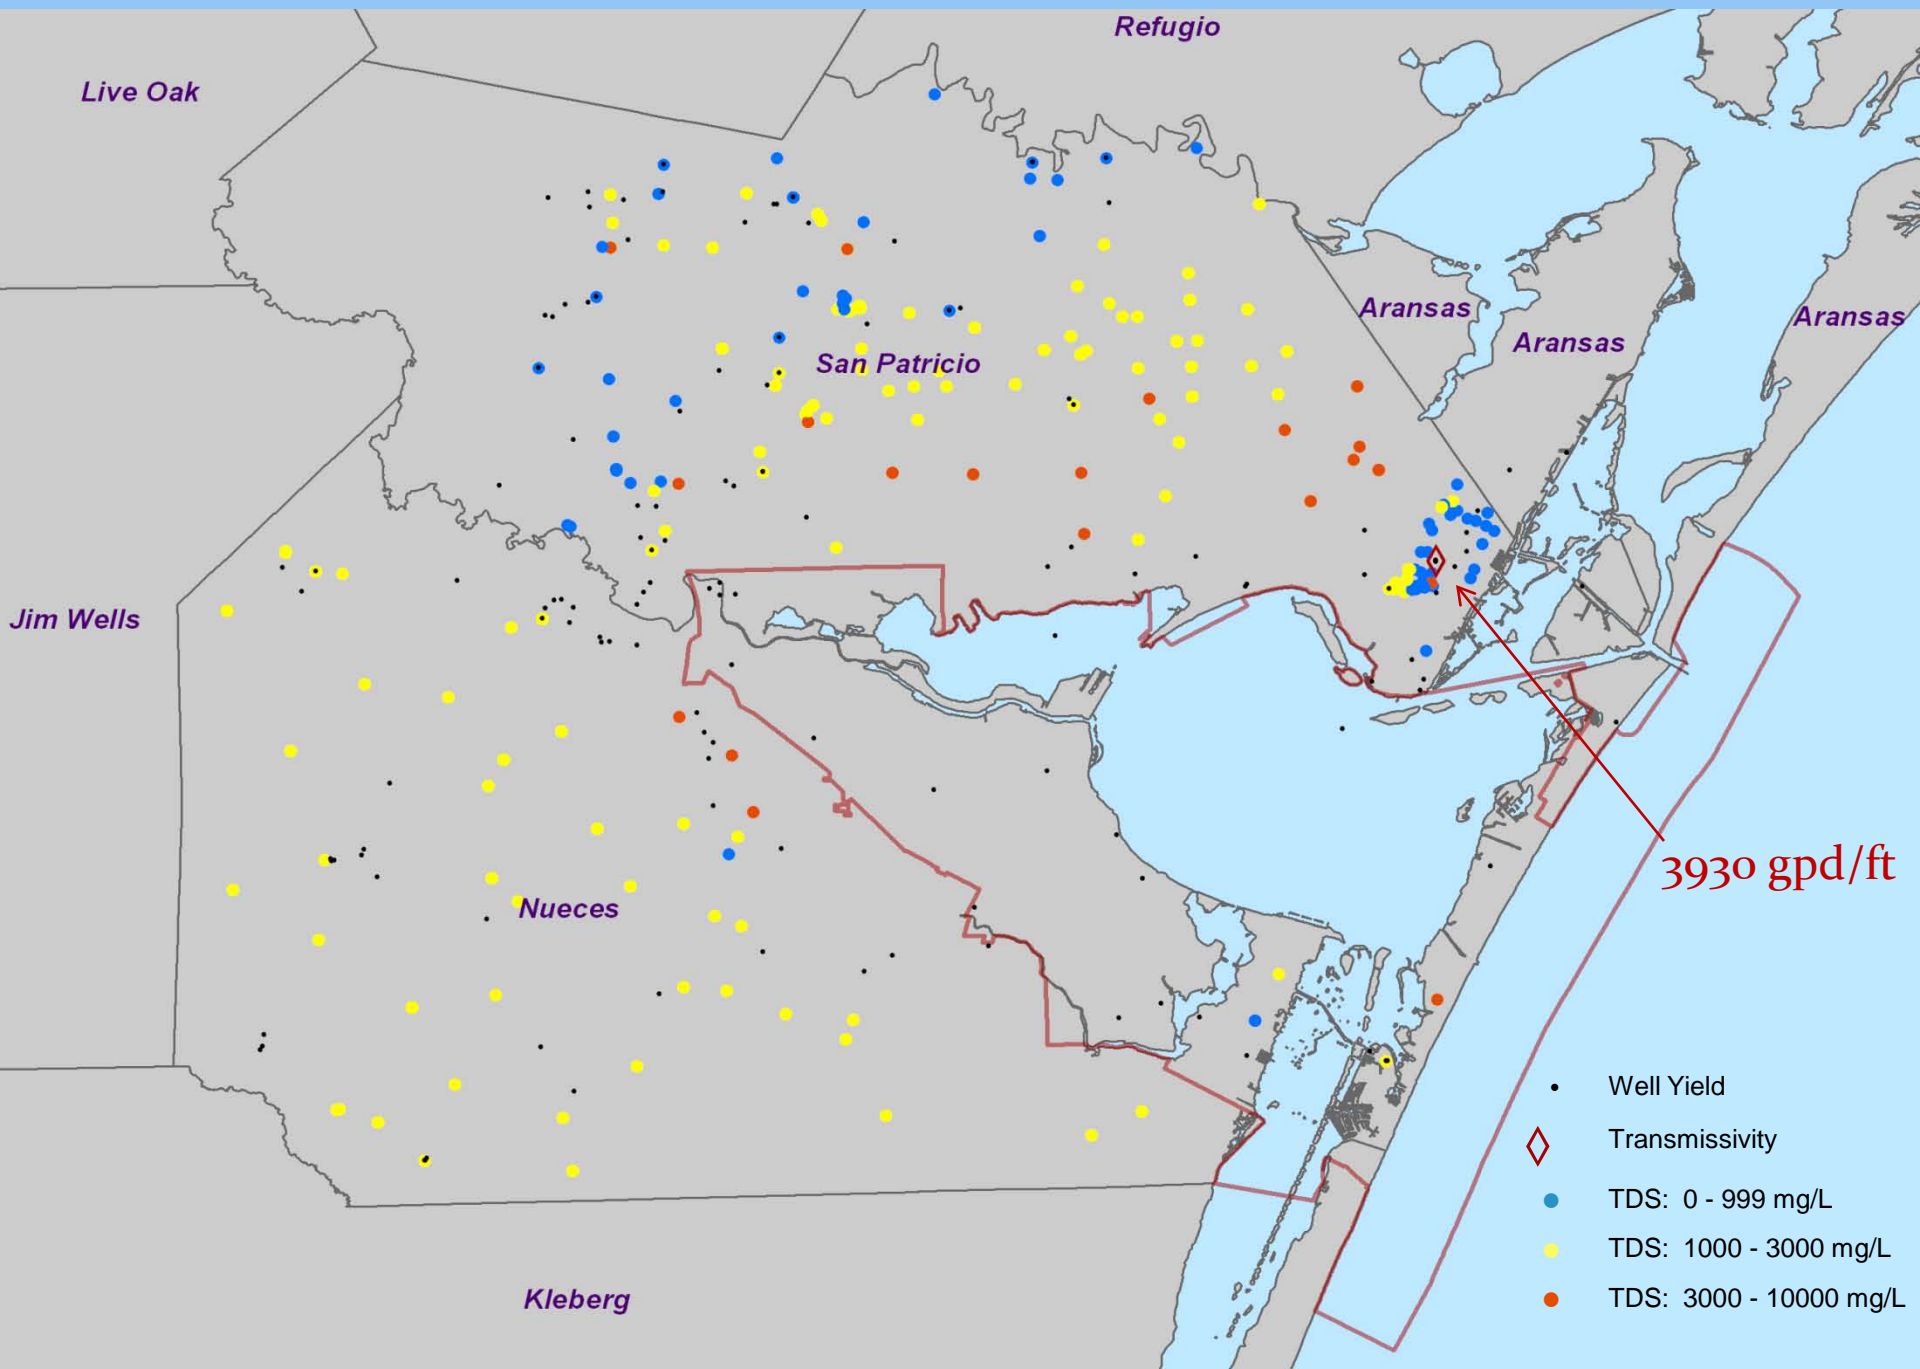 Refugio
Live Oak
Aransas
Aransas
Aransas
San Patricio
Jim Wells
3930 gpd/ft
Nueces
Well Yield
Transmissivity
TDS: 0 - 999 mg/L
TDS: 1000 - 3000 mg/L
TDS: 3000 - 10000 mg/L
Kleberg